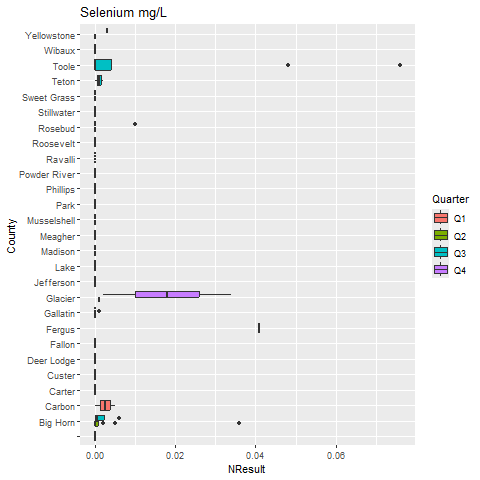 Selenium mg/L
Yellowstone
Wibaux
Toole
Teton
Sweet Grass
Stillwater
Rosebud
Roosevelt
Ravalli
Powder River
Phillips
Park
Musselshell
Meagher
Madison
Lake
Jefferson
Glacier
Gallatin
Fergus
Fallon
Deer Lodge
Custer
Carter
Carbon
Big Horn
County
0.00 0.02 0.04 0.06
NResult
Quarter
Q1
Q2
Q3
Q4